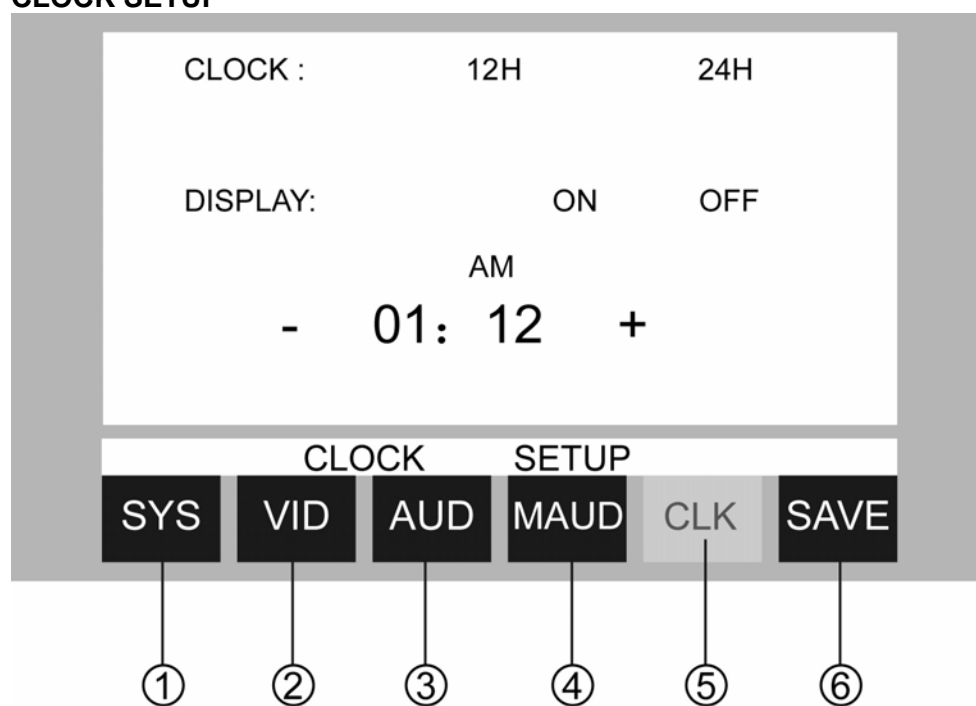 CLOCK SETUP
CLOCK : 12H 24H
DISPLAY: ON OFF
AM
- 01: 12 +
CLOCK SETUP
SYS VID AUD MAUD CLK SAVE
① ② ③ ④ ⑤ ⑥